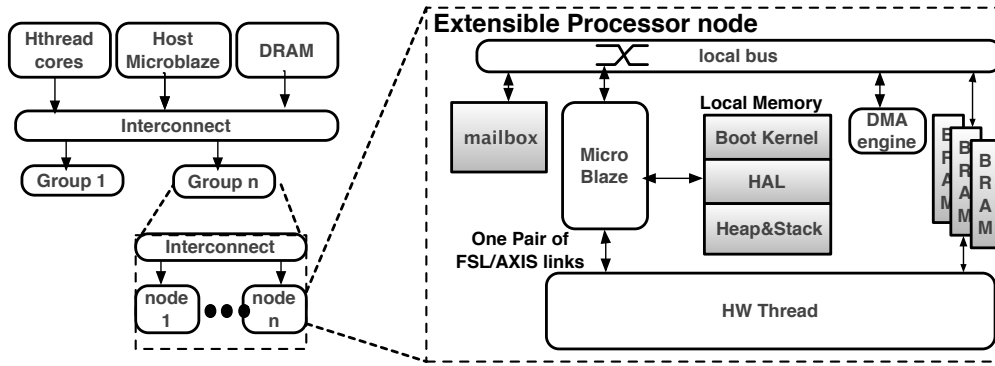 Extensible Processor node
Hthread
cores
Host
Microblaze
DRAM
Interconnect
Group 1
Group n
Interconnect
node
1
node
n
local bus
mailbox
Micro
Blaze
Local Memory
Boot Kernel
HAL
Heap&Stack
DMA
engine
B
R
A
M
B
R
A
M
B
R
A
M
One Pair of
FSL/AXIS links
HW Thread